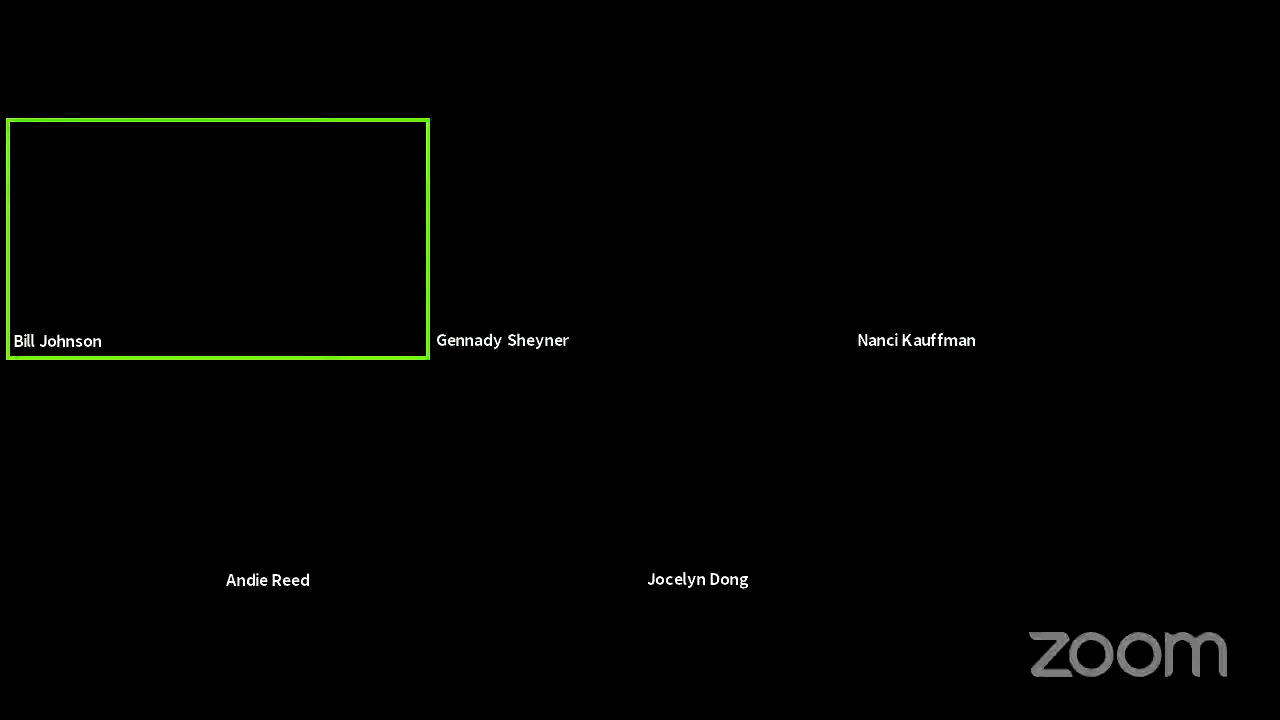 Bill Johnson
Gennady Sheyner
Nanci Kauffman
Andie Reed
Jocelyn Dong
zoom